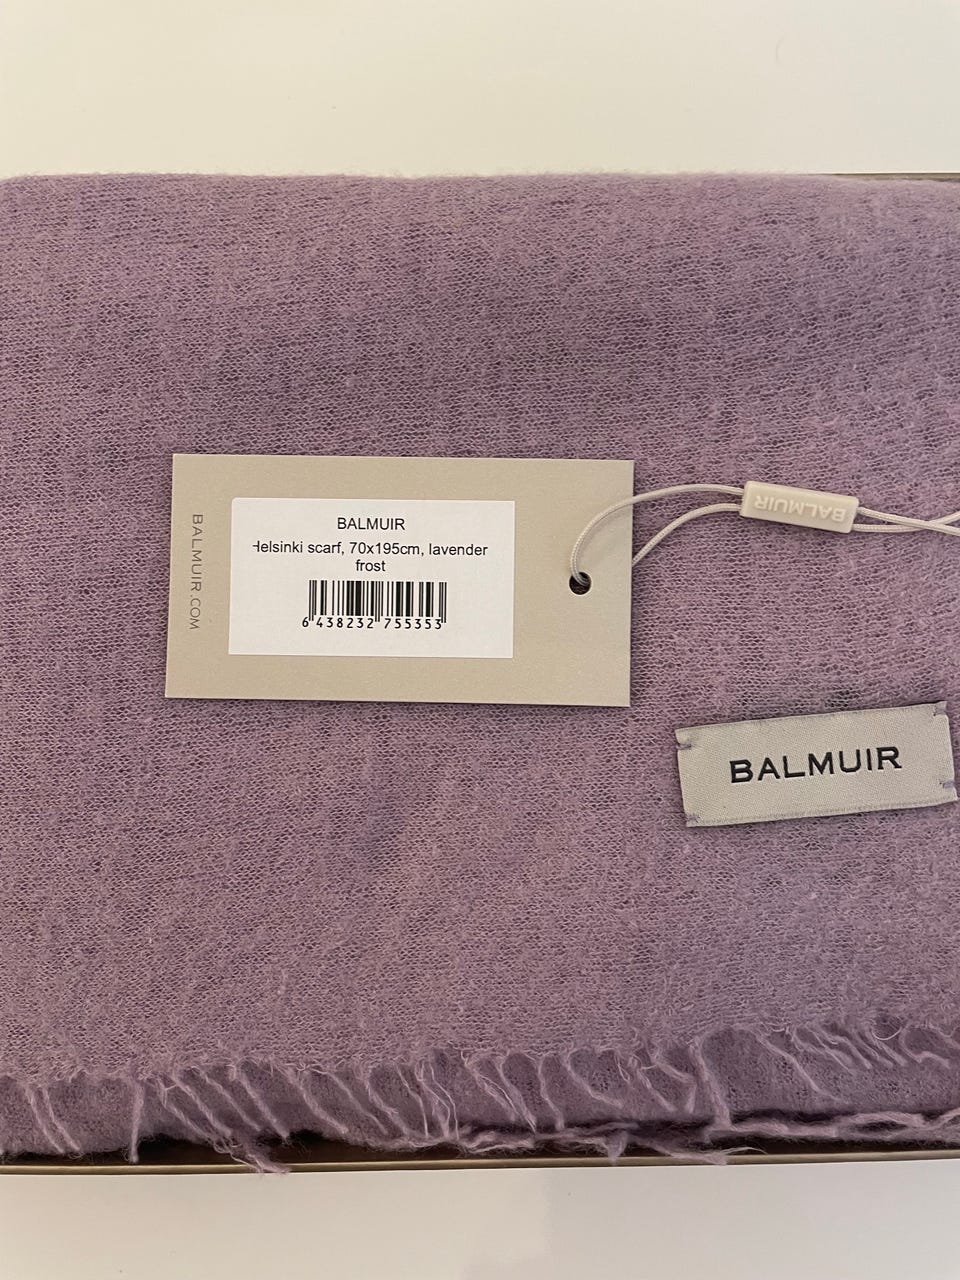 BALMUIR
Helsinki scarf, 70x195cm, lavender
frost
6 438232 755353
BALMUIR.COM
BALMUIR
BALMUIR